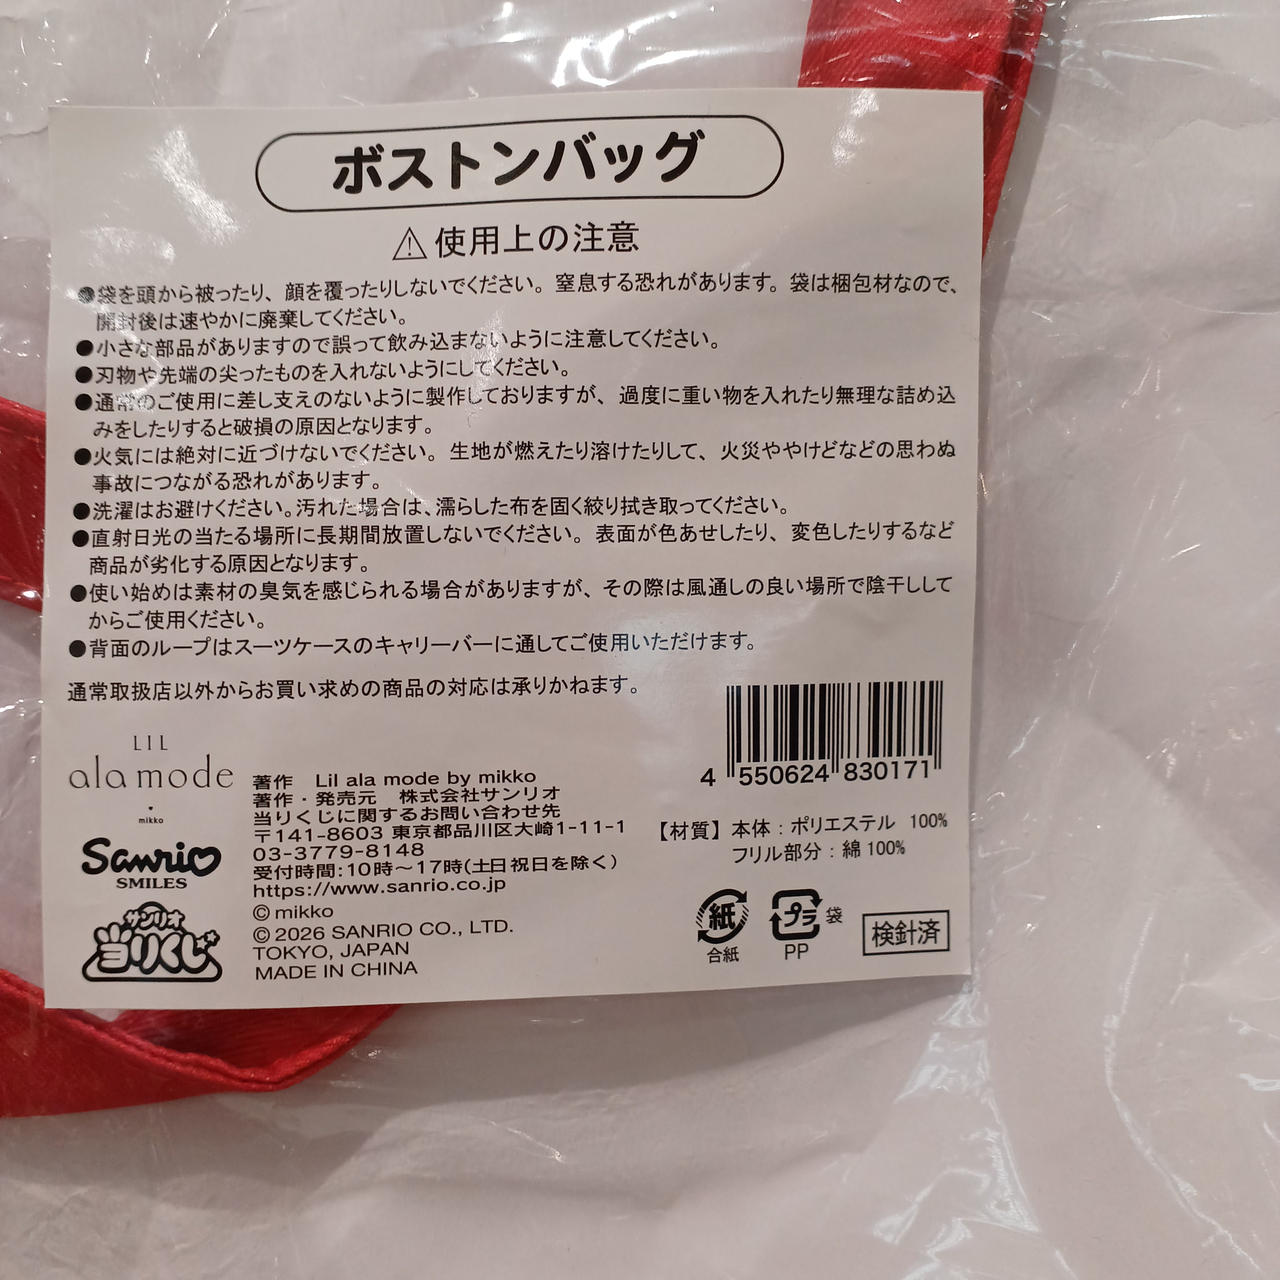 ボストンバッグ
⚠使用上の注意
●袋を頭から被ったり、顔を覆ったりしないでください。窒息する恐れがあります。袋は梱包材なので、
開封後は速やかに廃棄してください。
●小さな部品がありますので誤って飲み込まないように注意してください。
●刃物や先端の尖ったものを入れないようにしてください。
●通常のご使用に差し支えのないように製作しておりますが、過度に重い物を入れたり無理な詰め込
みをしたりすると破損の原因となります。
●火気には絶対に近づけないでください。生地が燃えたり溶けたりして、火災ややけどなどの思わぬ
事故につながる恐れがあります。
●洗濯はお避けください。汚れた場合は、濡らした布を固く絞り拭き取ってください。
●直射日光の当たる場所に長期間放置しないでください。表面が色あせしたり、変色したりするなど
商品が劣化する原因となります。
●使い始めは素材の臭気を感じられる場合がありますが、その際は風通しの良い場所で陰干しして
からご使用ください。
●背面のループはスーツケースのキャリーバーに通してご使用いただけます。
通常取扱店以外からお買い求めの商品の対応は承りかねます。
LIL
ala mode
mikko
Sanrio
SMILES
サンリオ
当りくじ
著作 Lil ala mode by mikko
著作・発売元 株式会社サンリオ
当りくじに関するお問い合わせ先
〒141-8603 東京都品川区大崎1-11-1
03-3779-8148
受付時間:10時～17時(土日祝日を除く)
https://www.sanrio.co.jp
© mikko
© 2026 SANRIO CO., LTD.
TOKYO, JAPAN
MADE IN CHINA
4 550624 830171
【材質】本体：ポリエステル 100%
フリル部分：綿 100%
紙
合紙
プラ
袋
PP
検針済